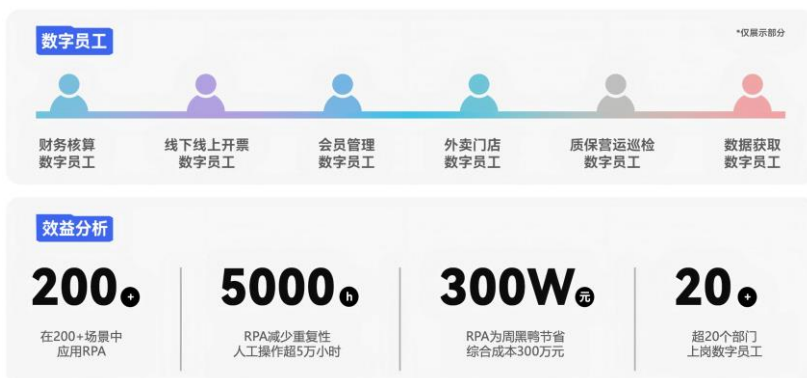 数字员工
*仅展示部分
财务核算
数字员工
线下线上开票
数字员工
会员管理
数字员工
外卖门店
数字员工
质保营运巡检
数字员工
数据获取
数字员工
效益分析
200+
在200+场景中
应用RPA
5000h
RPA减少重复性
人工操作超5万小时
300W元
RPA为周黑鸭节省
综合成本300万元
20+
超20个部门
上岗数字员工